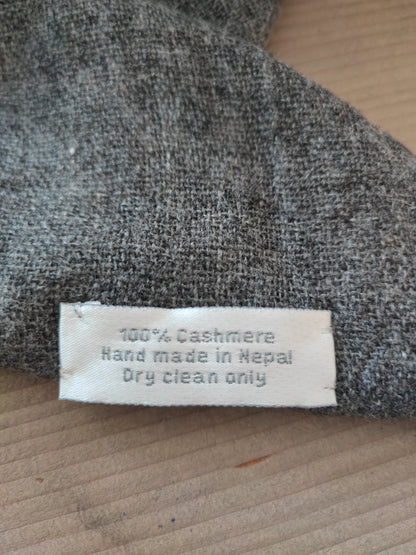 100% Cashmere
Hand made in Nepal
Dry clean only